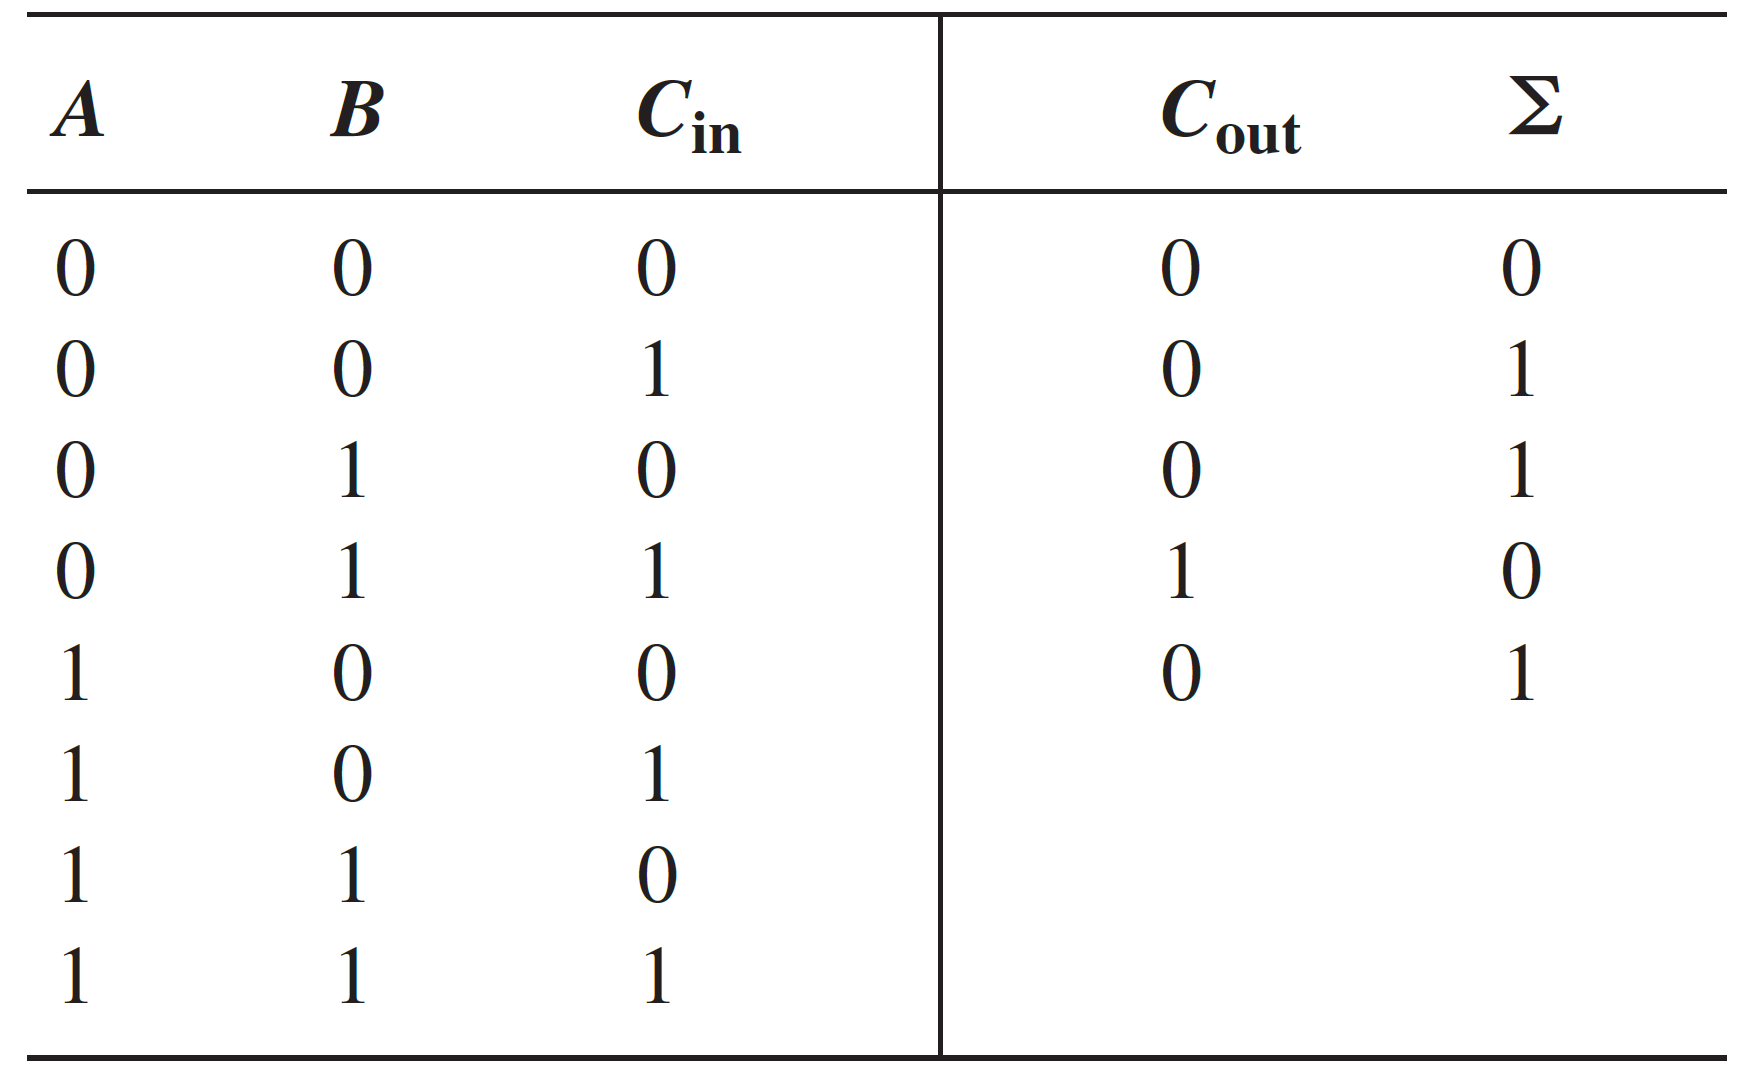 A B Cin Cout Σ
0 0 0 0 0
0 0 1 0 1
0 1 0 0 1
0 1 1 1 0
1 0 0 0 1
1 0 1
1 1 0
1 1 1